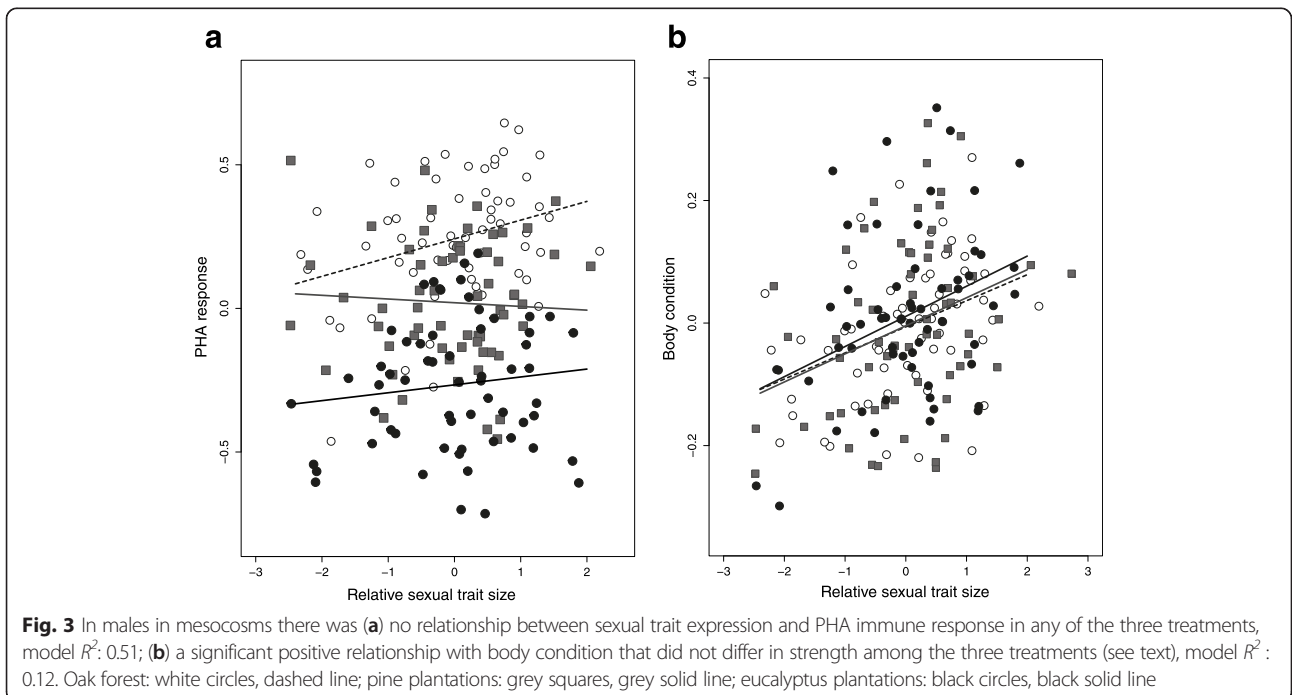 a
b
0.5
0.0
−0.5
PHA response
−3 −2 −1 0 1 2
Relative sexual trait size
0.4
0.2
0.0
−0.2
Body condition
−3 −2 −1 0 1 2 3
Relative sexual trait size
Fig. 3 In males in mesocosms there was (a) no relationship between sexual trait expression and PHA immune response in any of the three treatments,
model R²: 0.51; (b) a significant positive relationship with body condition that did not differ in strength among the three treatments (see text), model R² :
0.12. Oak forest: white circles, dashed line; pine plantations: grey squares, grey solid line; eucalyptus plantations: black circles, black solid line